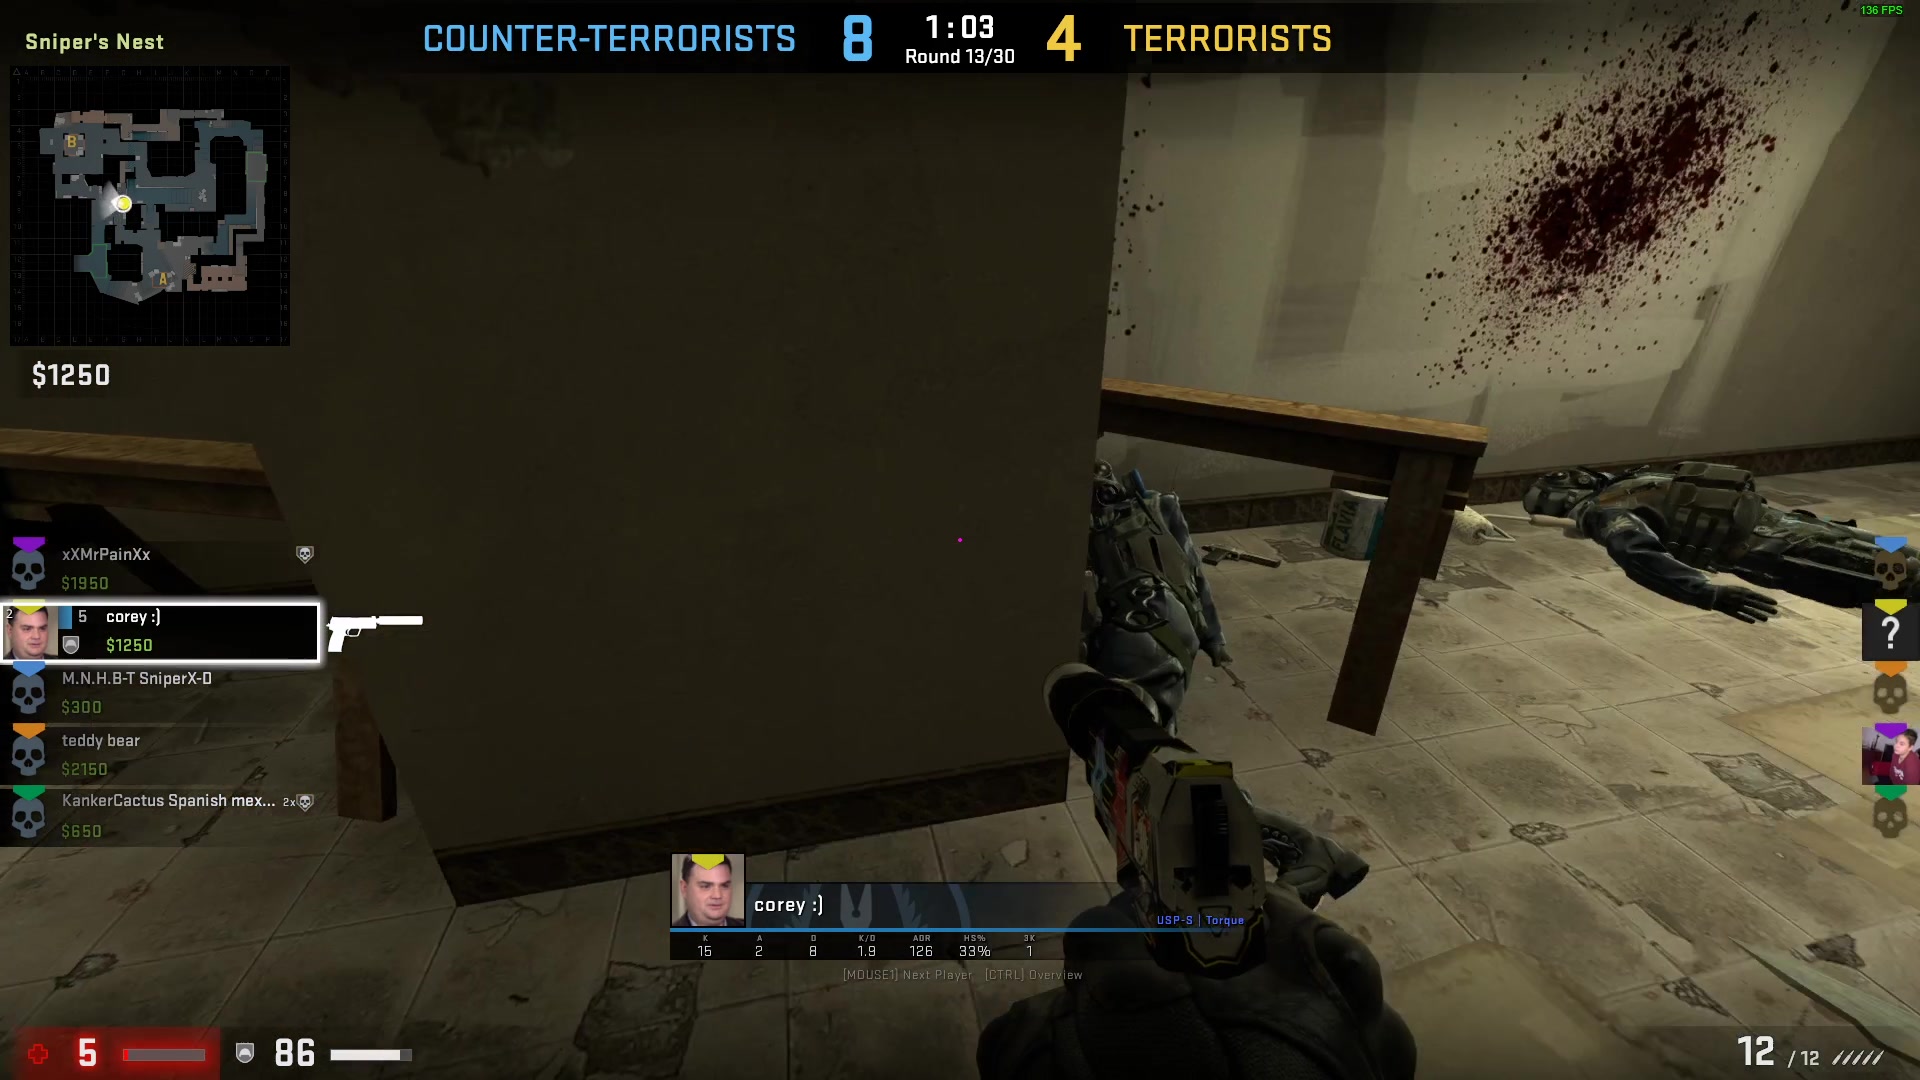 136 FPS
Sniper's Nest
COUNTER-TERRORISTS 8 1:03 4 TERRORISTS
Round 13/30
B
A
$1250
xXMrPainXx
$1950
2 5 corey :)
$1250
M.N.H.B-T SniperX-D
$300
teddy bear
$2150
KankerCactus Spanish mex... 2x
$650
?
FLAVIA
corey :)
USP-S | Torque
K A D K/D ADR HS% 3K
15 2 8 1.9 126 33% 1
[MOUSE1] Next Player [CTRL] Overview
5 86
12 / 12